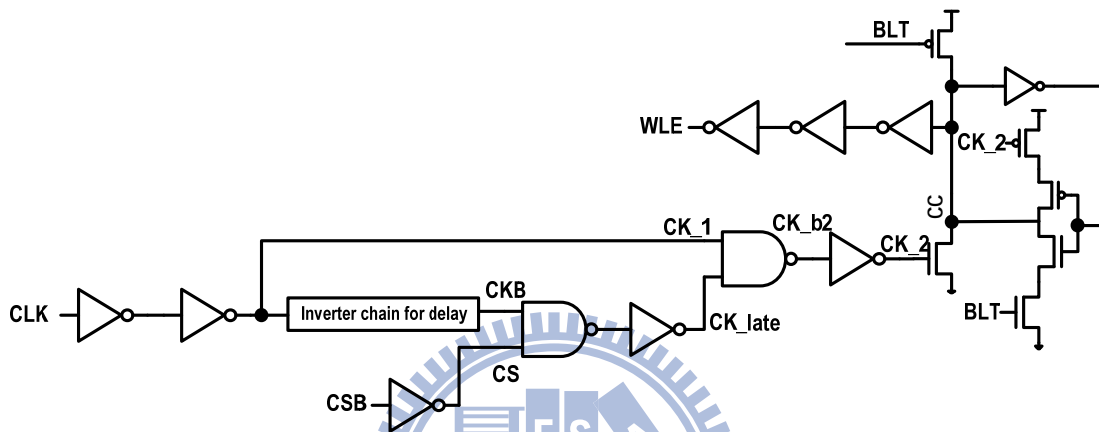 BLT
WLE
CK_2
CC
CK_1
CK_b2
CK_2
CLK
Inverter chain for delay
CKB
CK_late
BLT
CS
CSB
E S